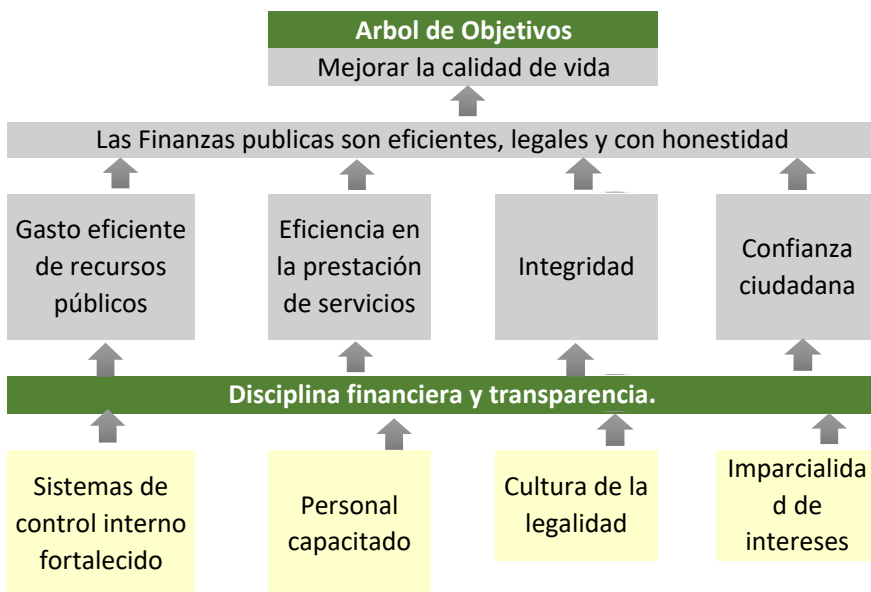 Arbol de Objetivos
Mejorar la calidad de vida
Las Finanzas publicas son eficientes, legales y con honestidad
Gasto eficiente
de recursos
públicos
Eficiencia en
la prestación
de servicios
Integridad
Confianza
ciudadana
Disciplina financiera y transparencia.
Sistemas de
control interno
fortalecido
Personal
capacitado
Cultura de la
legalidad
Imparcialida
d de
intereses